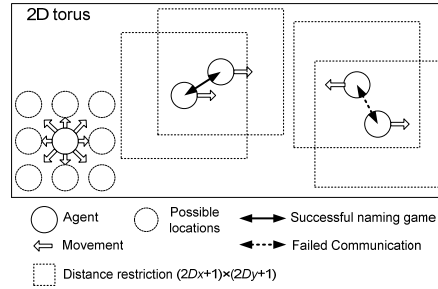 2D torus
Agent
Possible locations
Successful naming game
Movement
Failed Communication
Distance restriction (2Dx+1)×(2Dy+1)